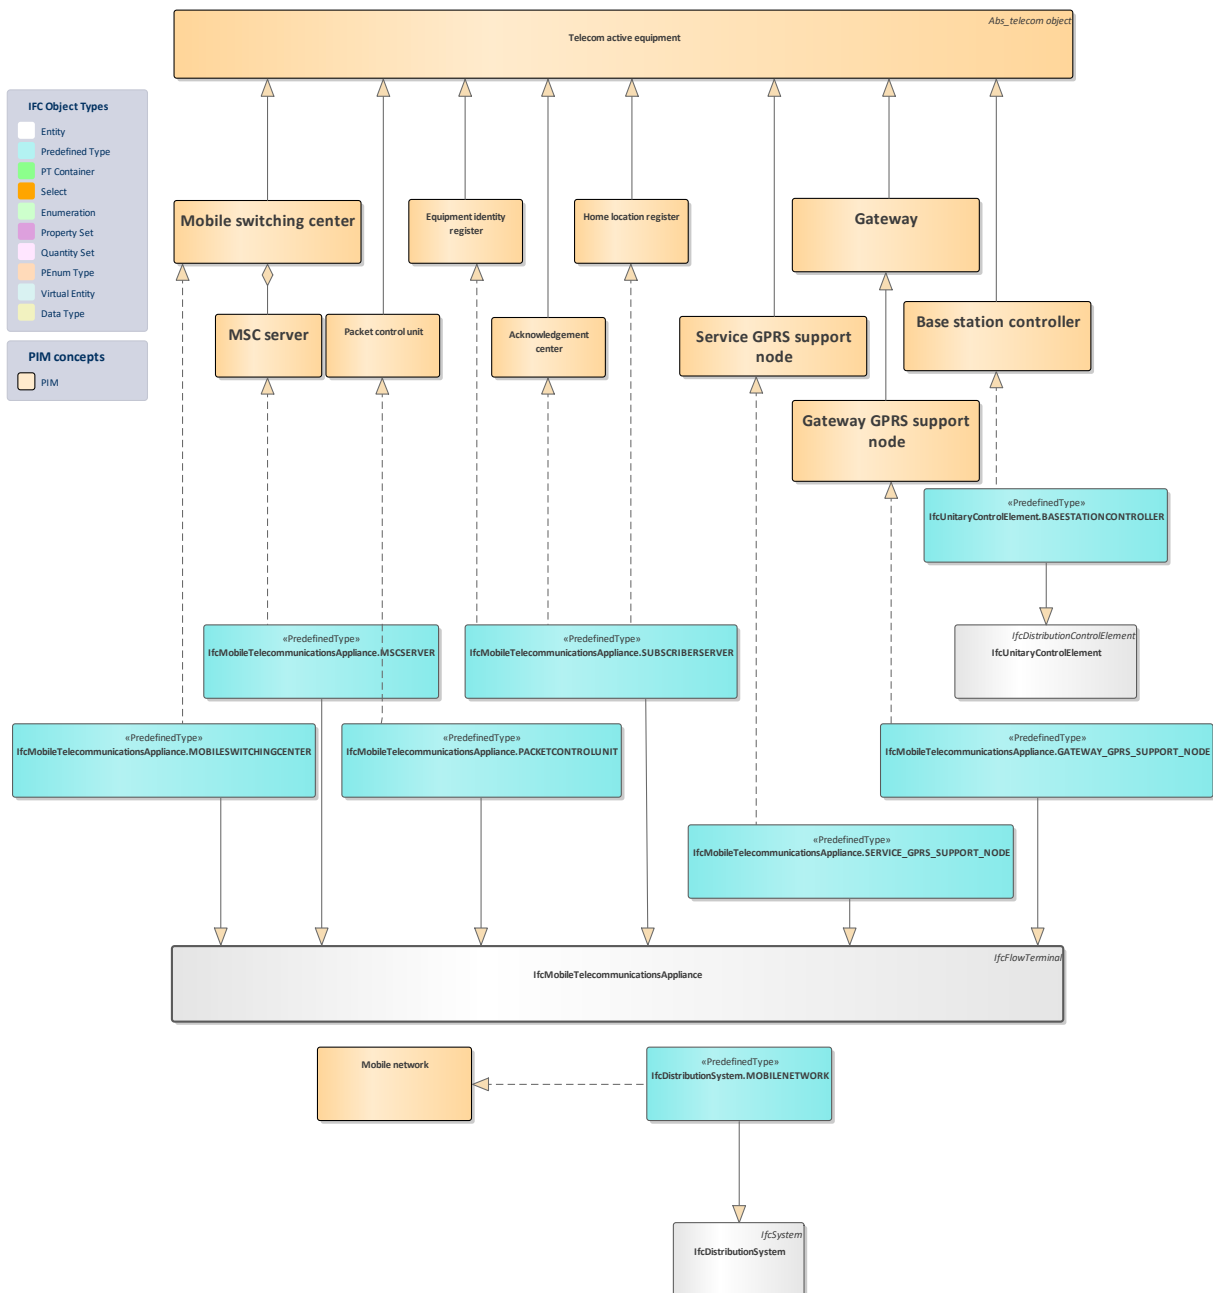 Abs_telecom object
Telecom active equipment
IFC Object Types
Entity
Predefined Type
PT Container
Select
Enumeration
Property Set
Quantity Set
PEnum Type
Virtual Entity
Data Type
PIM concepts
PIM
Mobile switching center
Equipment identity
register
Home location register
Gateway
MSC server
Packet control unit
Acknowledgement
center
Service GPRS support
node
Base station controller
Gateway GPRS support
node
«PredefinedType»
IfcUnitaryControlElement.BASESTATIONCONTROLLER
«PredefinedType»
IfcMobileTelecommunicationsAppliance.MSCSERVER
«PredefinedType»
IfcMobileTelecommunicationsAppliance.SUBSCRIBERSERVER
IfcDistributionControlElement
IfcUnitaryControlElement
«PredefinedType»
IfcMobileTelecommunicationsAppliance.MOBILESWITCHINGCENTER
«PredefinedType»
IfcMobileTelecommunicationsAppliance.PACKETCONTROLUNIT
«PredefinedType»
IfcMobileTelecommunicationsAppliance.GATEWAY_GPRS_SUPPORT_NODE
«PredefinedType»
IfcMobileTelecommunicationsAppliance.SERVICE_GPRS_SUPPORT_NODE
IfcFlowTerminal
IfcMobileTelecommunicationsAppliance
Mobile network
«PredefinedType»
IfcDistributionSystem.MOBILENETWORK
IfcSystem
IfcDistributionSystem